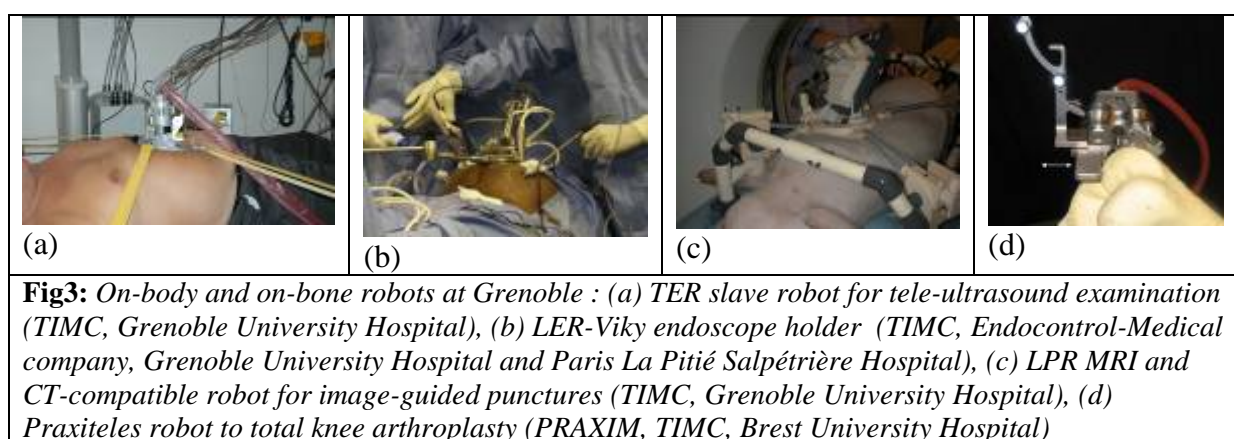 (a)
(b)
(c)
(d)
Fig3: On-body and on-bone robots at Grenoble : (a) TER slave robot for tele-ultrasound examination
(TIMC, Grenoble University Hospital), (b) LER-Viky endoscope holder (TIMC, Endocontrol-Medical
company, Grenoble University Hospital and Paris La Pitié Salpétrière Hospital), (c) LPR MRI and
CT-compatible robot for image-guided punctures (TIMC, Grenoble University Hospital), (d)
Praxiteles robot to total knee arthroplasty (PRAXIM, TIMC, Brest University Hospital)